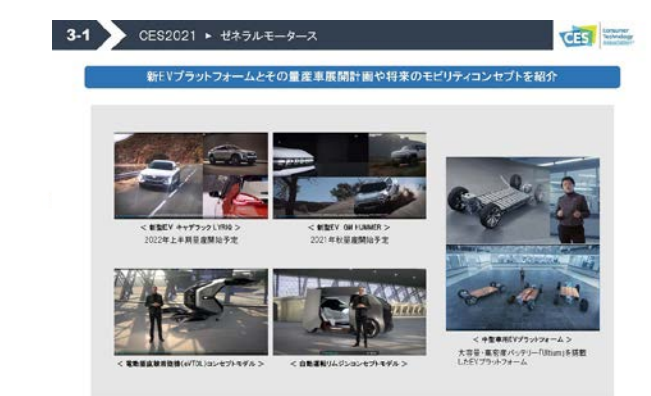 3-1
CES2021 ▸ ゼネラルモータース
CES
Consumer
Technology
Association
新EVプラットフォームとその量産車展開計画や将来のモビリティコンセプトを紹介
< 新型EV キャデラック LYRIQ >
2022年上半期量産開始予定
< 新型EV GM HUMMER >
2021年秋量産開始予定
< 電動垂直離着陸機(eVTOL)コンセプトモデル >
< 自動運転リムジンコンセプトモデル >
< 中型車用EVプラットフォーム >
大容量・高密度バッテリー「Ultium」を搭載
したEVプラットフォーム